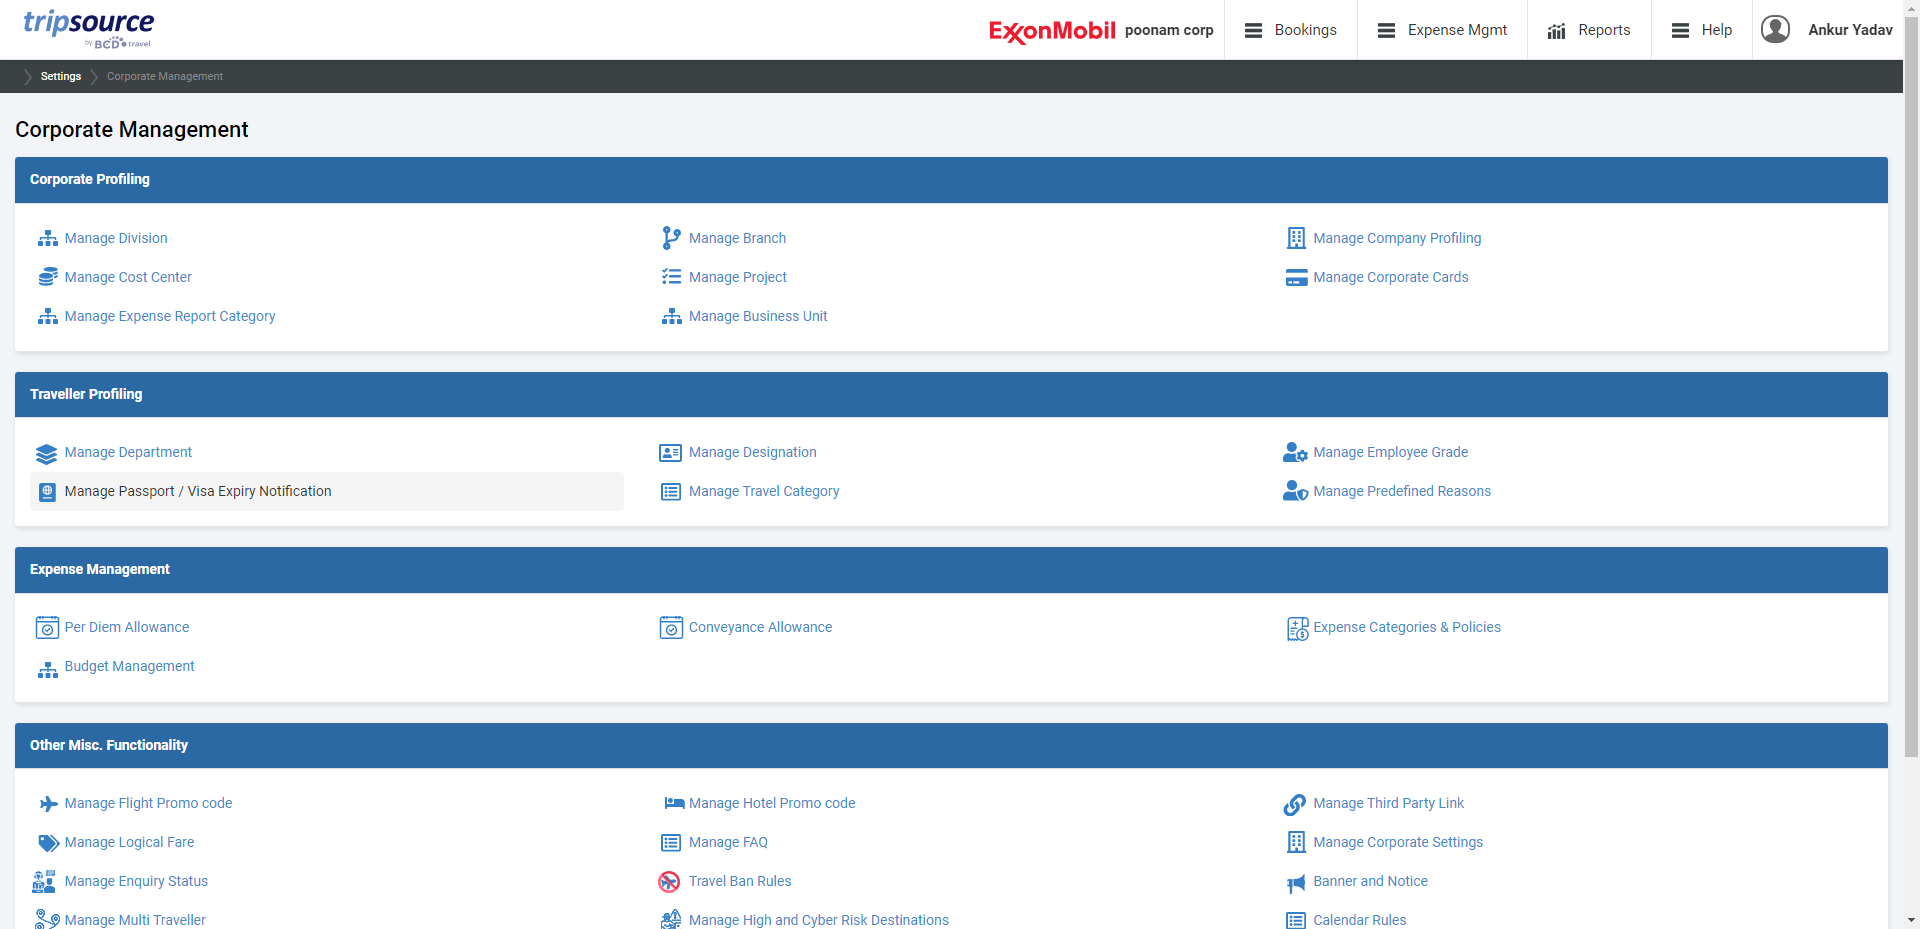 tripsource
by BCD travel
ExxonMobil poonam corp Bookings Expense Mgmt Reports Help Ankur Yadav
Settings Corporate Management
Corporate Management
Corporate Profiling
Manage Division Manage Branch Manage Company Profiling
Manage Cost Center Manage Project Manage Corporate Cards
Manage Expense Report Category Manage Business Unit
Traveller Profiling
Manage Department Manage Designation Manage Employee Grade
Manage Passport / Visa Expiry Notification Manage Travel Category Manage Predefined Reasons
Expense Management
Per Diem Allowance Conveyance Allowance Expense Categories & Policies
Budget Management
Other Misc. Functionality
Manage Flight Promo code Manage Hotel Promo code Manage Third Party Link
Manage Logical Fare Manage FAQ Manage Corporate Settings
Manage Enquiry Status Travel Ban Rules Banner and Notice
Manage Multi Traveller Manage High and Cyber Risk Destinations Calendar Rules